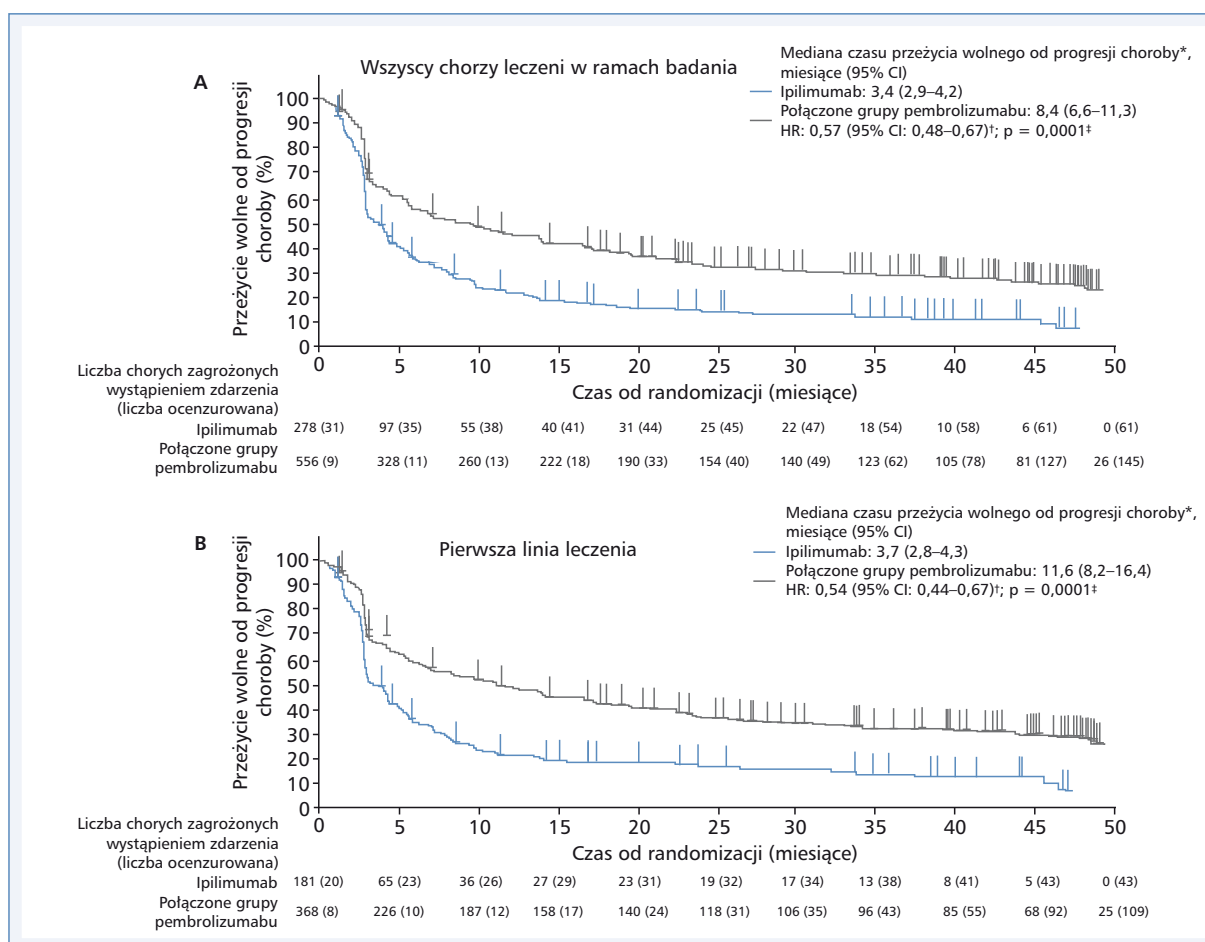 A
Wszyscy chorzy leczeni w ramach badania
Mediana czasu przeżycia wolnego od progresji choroby*,
miesiące (95% CI)
Ipilimumab: 3,4 (2,9–4,2)
Połączone grupy pembrolizumabu: 8,4 (6,6–11,3)
HR: 0,57 (95% CI: 0,48–0,67)†; p = 0,0001‡
Przeżycie wolne od progresji
choroby (%)
100
90
80
70
60
50
40
30
20
10
0
0 5 10 15 20 25 30 35 40 45 50
Czas od randomizacji (miesiące)
Liczba chorych zagrożonych
wystąpieniem zdarzenia
(liczba ocenzurowana)
Ipilimumab 278 (31) 97 (35) 55 (38) 40 (41) 31 (44) 25 (45) 22 (47) 18 (54) 10 (58) 6 (61) 0 (61)
Połączone grupy
pembrolizumabu 556 (9) 328 (11) 260 (13) 222 (18) 190 (33) 154 (40) 140 (49) 123 (62) 105 (78) 81 (127) 26 (145)
B
Pierwsza linia leczenia
Mediana czasu przeżycia wolnego od progresji choroby*,
miesiące (95% CI)
Ipilimumab: 3,7 (2,8–4,3)
Połączone grupy pembrolizumabu: 11,6 (8,2–16,4)
HR: 0,54 (95% CI: 0,44–0,67)†; p = 0,0001‡
Przeżycie wolne od progresji
choroby (%)
100
90
80
70
60
50
40
30
20
10
0
0 5 10 15 20 25 30 35 40 45 50
Czas od randomizacji (miesiące)
Liczba chorych zagrożonych
wystąpieniem zdarzenia
(liczba ocenzurowana)
Ipilimumab 181 (20) 65 (23) 36 (26) 27 (29) 23 (31) 19 (32) 17 (34) 13 (38) 8 (41) 5 (43) 0 (43)
Połączone grupy
pembrolizumabu 368 (8) 226 (10) 187 (12) 158 (17) 140 (24) 118 (31) 106 (35) 96 (43) 85 (55) 68 (92) 25 (109)